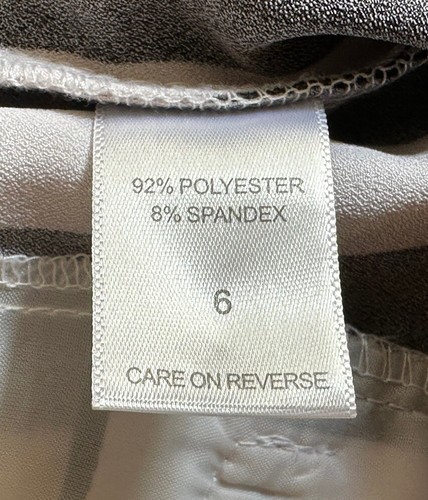 92% POLYESTER
8% SPANDEX
6
CARE ON REVERSE